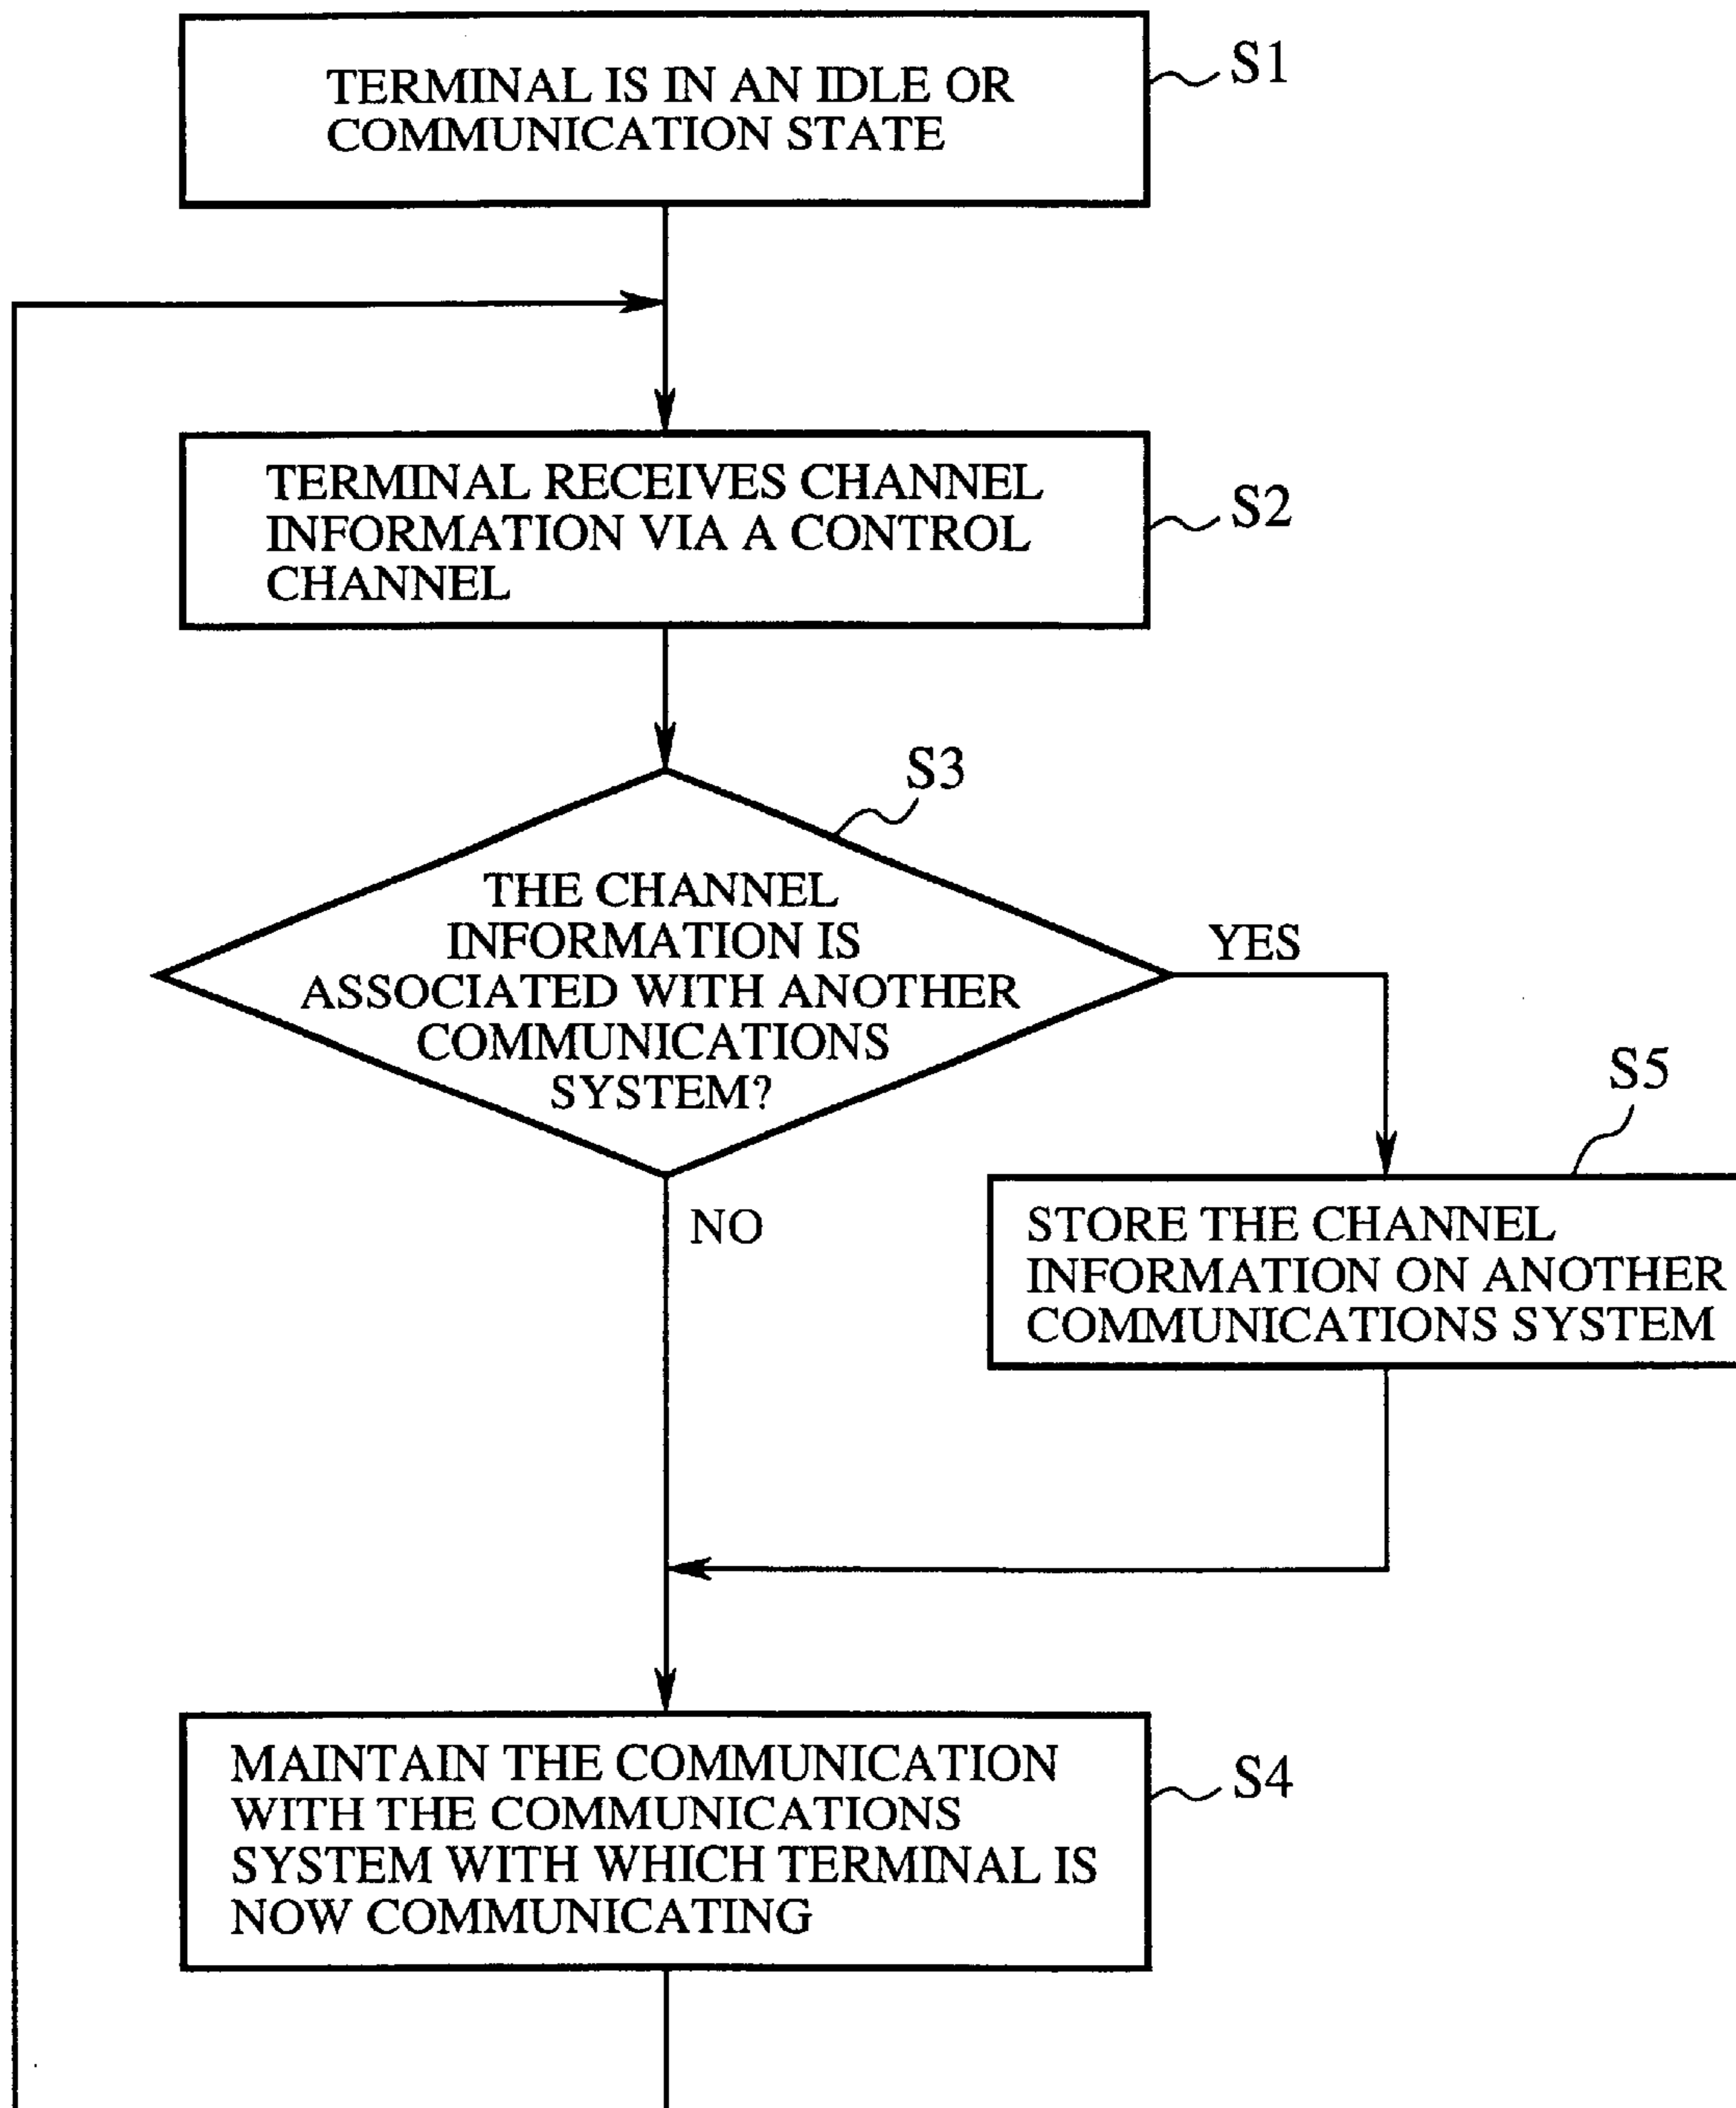 TERMINAL IS IN AN IDLE OR
COMMUNICATION STATE
S1
TERMINAL RECEIVES CHANNEL
INFORMATION VIA A CONTROL
CHANNEL
S2
S3
THE CHANNEL
INFORMATION IS
ASSOCIATED WITH ANOTHER
COMMUNICATIONS
SYSTEM?
YES
NO
S5
STORE THE CHANNEL
INFORMATION ON ANOTHER
COMMUNICATIONS SYSTEM
MAINTAIN THE COMMUNICATION
WITH THE COMMUNICATIONS
SYSTEM WITH WHICH TERMINAL IS
NOW COMMUNICATING
S4